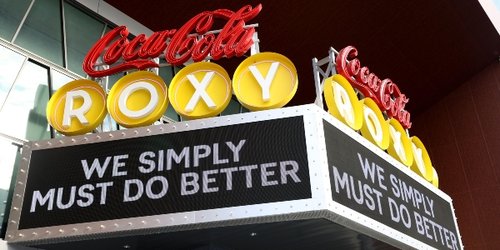 Coca-Cola
ROXY
WE SIMPLY
MUST DO BETTER
Coca-Cola
ROXY
WE SIMPLY
MUST DO BETTER